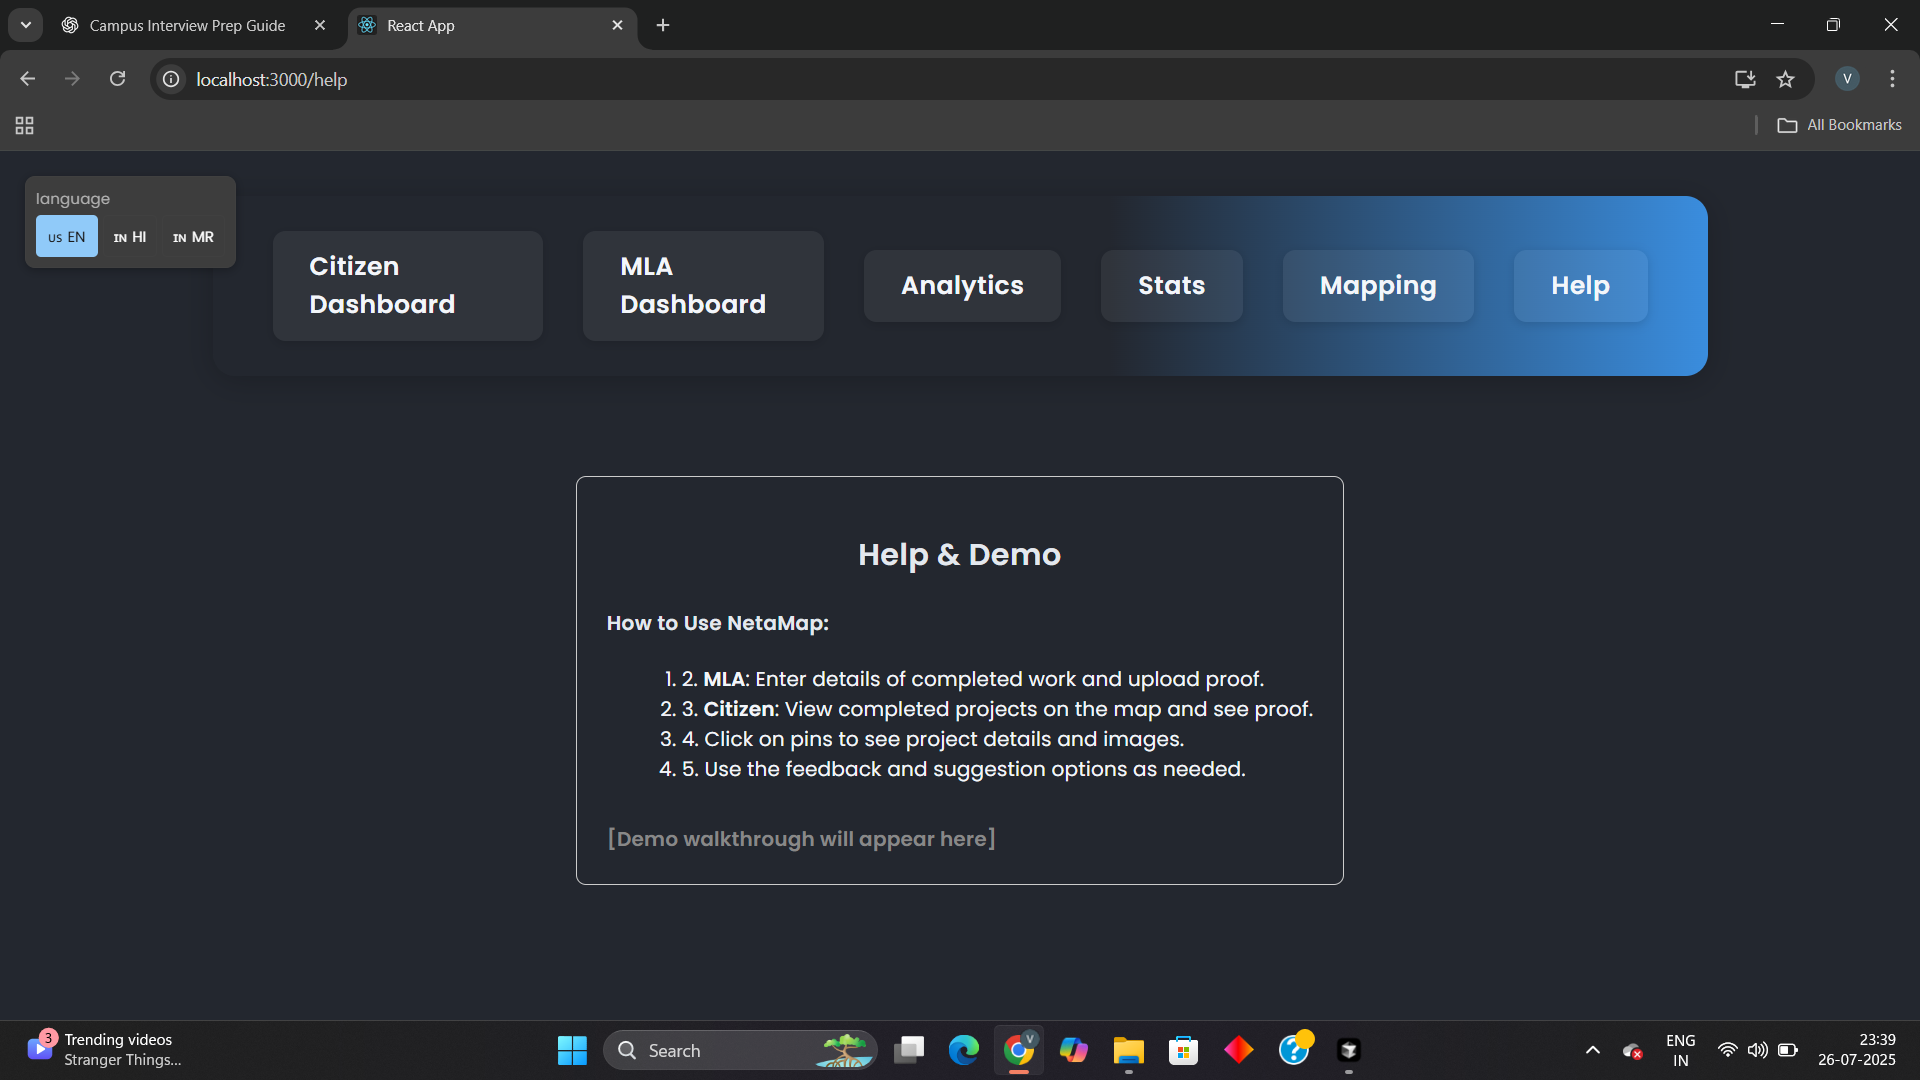 Campus Interview Prep Guide
React App
localhost:3000/help
V
All Bookmarks
language
US EN
IN HI
IN MR
Citizen
Dashboard
MLA
Dashboard
Analytics
Stats
Mapping
Help
Help & Demo
How to Use NetaMap:
1. 2. MLA: Enter details of completed work and upload proof.
2. 3. Citizen: View completed projects on the map and see proof.
3. 4. Click on pins to see project details and images.
4. 5. Use the feedback and suggestion options as needed.
[Demo walkthrough will appear here]
3
Trending videos
Stranger Things...
Search
V
ENG
IN
23:39
26-07-2025